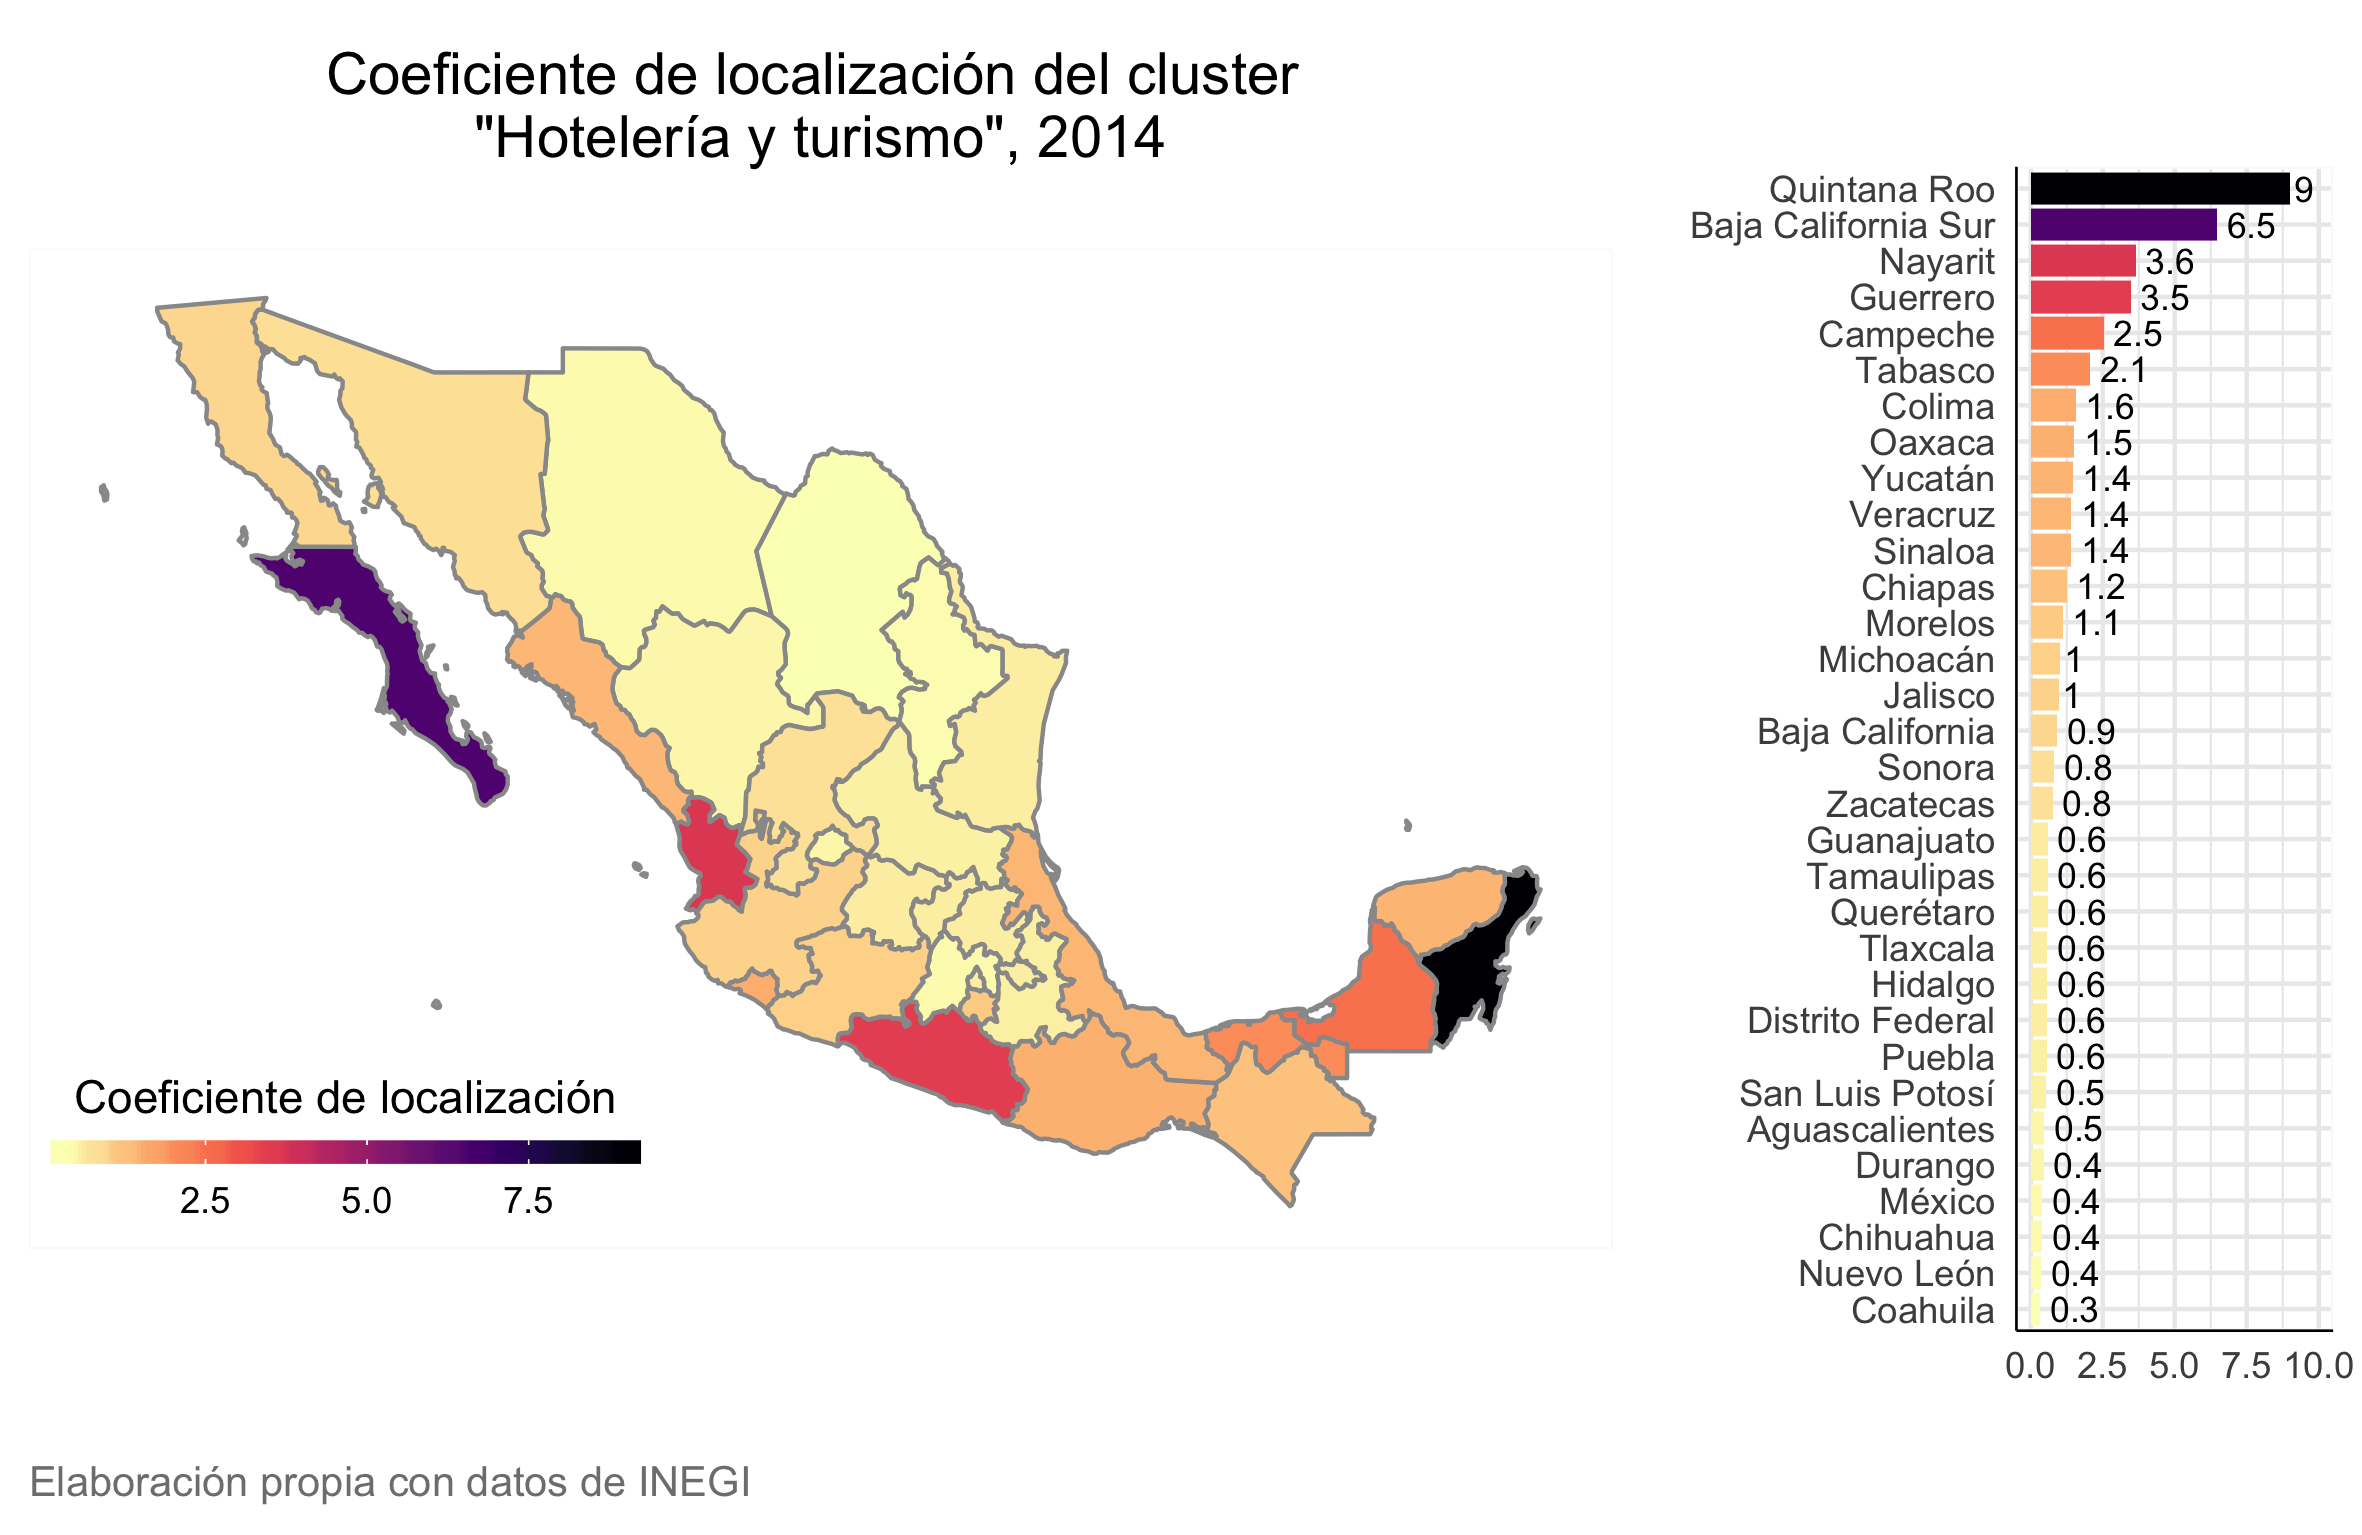 Coeficiente de localización del cluster
"Hotelería y turismo", 2014
Coeficiente de localización
2.5 5.0 7.5
Quintana Roo 9
Baja California Sur 6.5
Nayarit 3.6
Guerrero 3.5
Campeche 2.5
Tabasco 2.1
Colima 1.6
Oaxaca 1.5
Yucatán 1.4
Veracruz 1.4
Sinaloa 1.4
Chiapas 1.2
Morelos 1.1
Michoacán 1
Jalisco 1
Baja California 0.9
Sonora 0.8
Zacatecas 0.8
Guanajuato 0.6
Tamaulipas 0.6
Querétaro 0.6
Tlaxcala 0.6
Hidalgo 0.6
Distrito Federal 0.6
Puebla 0.6
San Luis Potosí 0.5
Aguascalientes 0.5
Durango 0.4
México 0.4
Chihuahua 0.4
Nuevo León 0.4
Coahuila 0.3
0.0 2.5 5.0 7.5 10.0
Elaboración propia con datos de INEGI